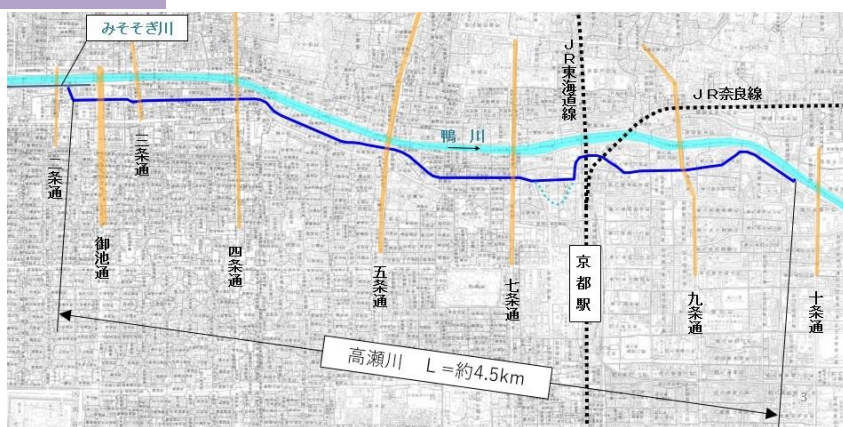 みそそぎ川
二条通
御池通
三条通
四条通
五条通
鴨川
七条通
JR東海道線
JR奈良線
京都駅
九条通
十条通
高瀬川 L=約4.5km
3